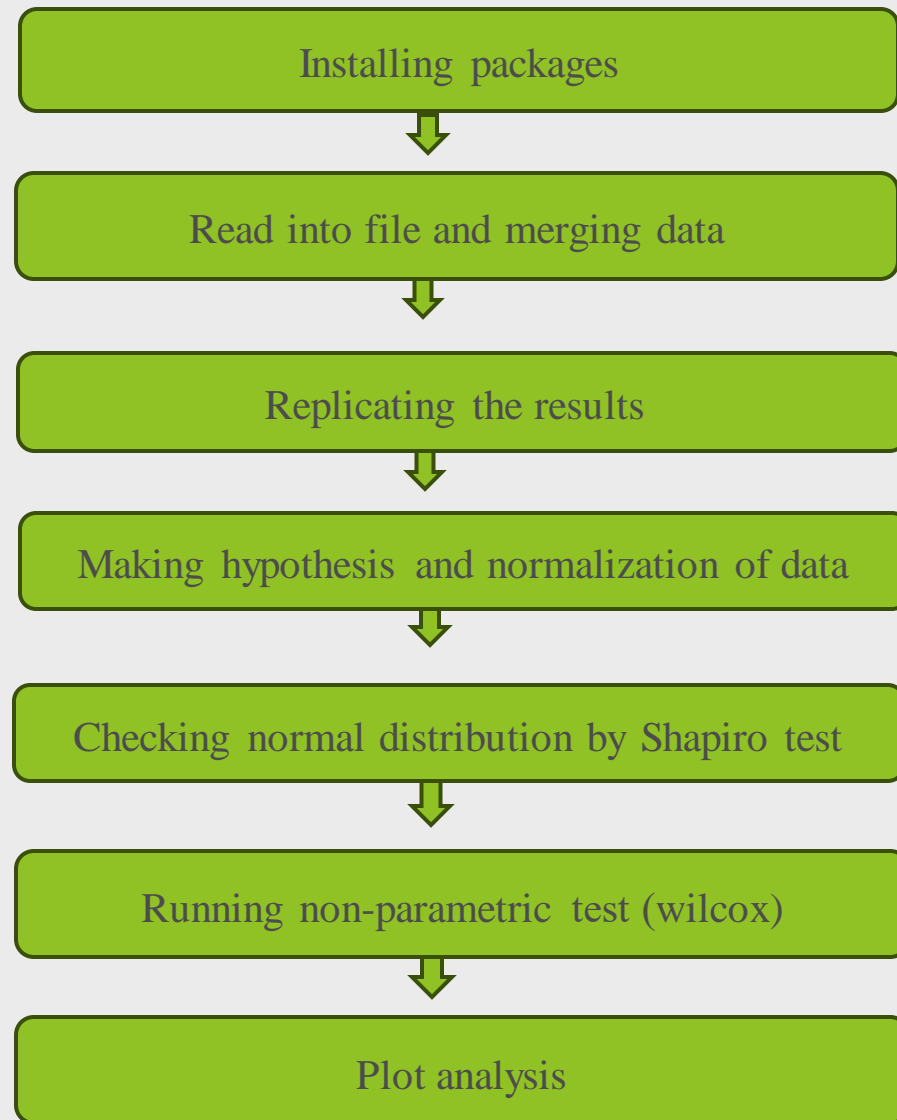 Installing packages
Read into file and merging data
Replicating the results
Making hypothesis and normalization of data
Checking normal distribution by Shapiro test
Running non-parametric test (wilcox)
Plot analysis